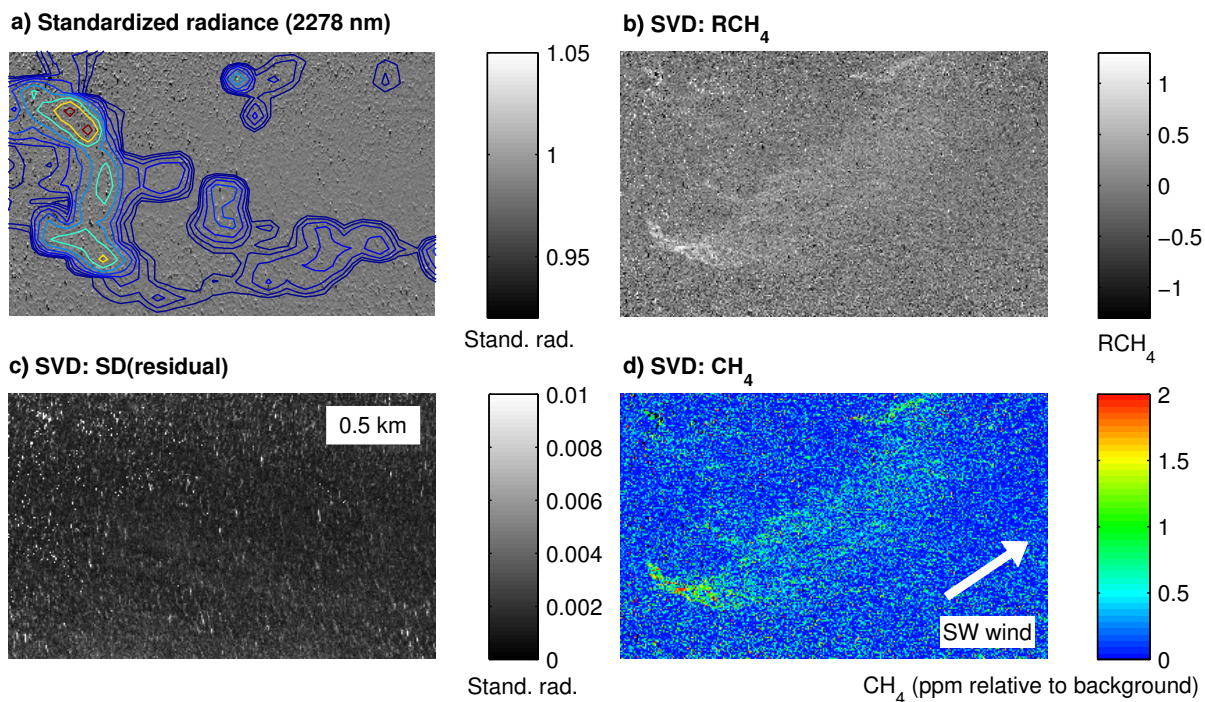 a) Standardized radiance (2278 nm)
1.05
1
0.95
Stand. rad.
b) SVD: RCH4
1
0.5
0
−0.5
−1
RCH4
c) SVD: SD(residual)
0.5 km
0.01
0.008
0.006
0.004
0.002
0
Stand. rad.
d) SVD: CH4
SW wind
2
1.5
1
0.5
0
CH4 (ppm relative to background)